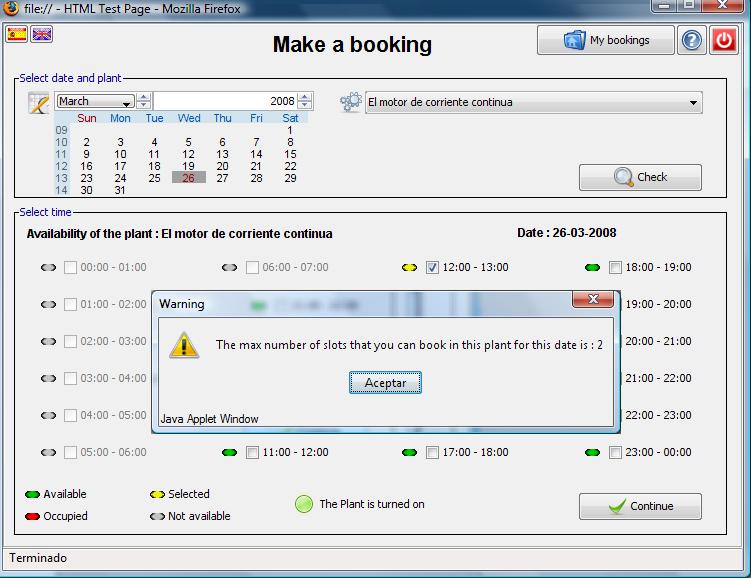 file:// - HTML Test Page - Mozilla Firefox
Make a booking
My bookings
Select date and plant
March 2008
El motor de corriente continua
Sun Mon Tue Wed Thu Fri Sat
09 1
10 2 3 4 5 6 7 8
11 9 10 11 12 13 14 15
12 16 17 18 19 20 21 22
13 23 24 25 26 27 28 29
14 30 31
Check
Select time
Availability of the plant : El motor de corriente continua
Date : 26-03-2008
00:00 - 01:00 06:00 - 07:00 12:00 - 13:00 18:00 - 19:00
01:00 - 02:00 19:00 - 20:00
02:00 - 03:00 20:00 - 21:00
03:00 - 04:00 21:00 - 22:00
04:00 - 05:00 22:00 - 23:00
05:00 - 06:00 11:00 - 12:00 17:00 - 18:00 23:00 - 00:00
Warning
The max number of slots that you can book in this plant for this date is : 2
Aceptar
Java Applet Window
Available Selected
Occupied Not available
The Plant is turned on
Continue
Terminado